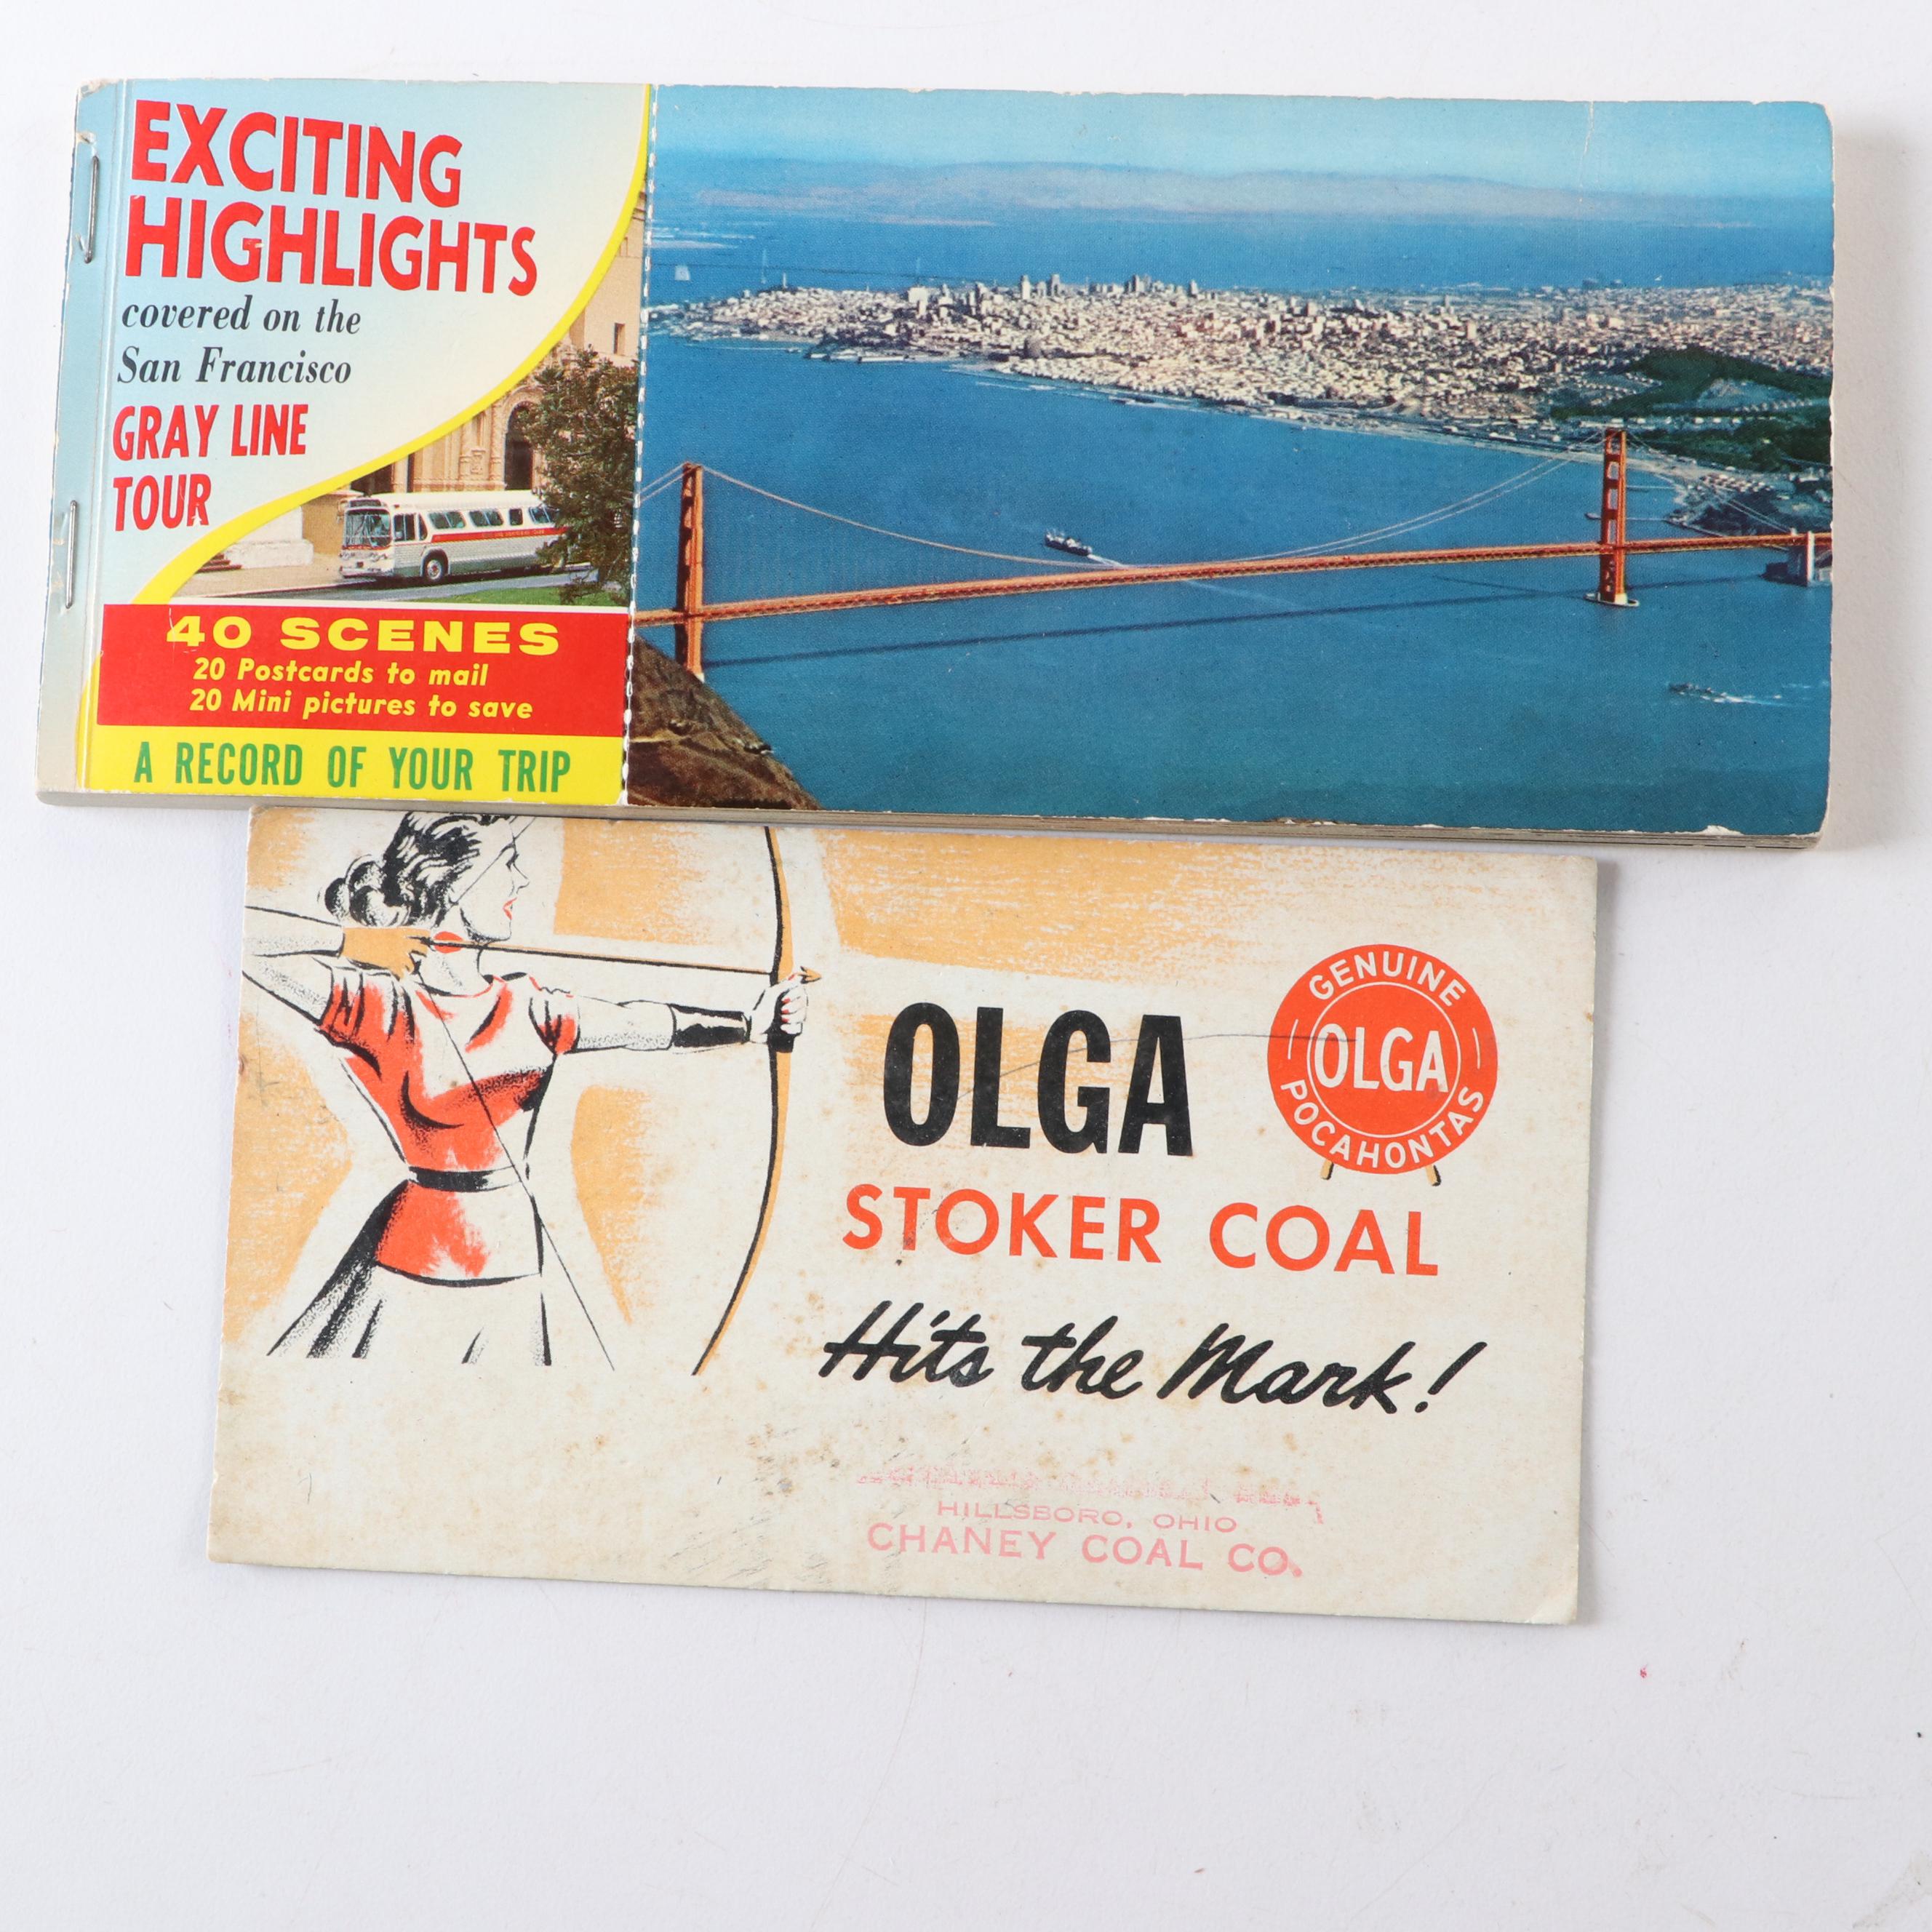 EXCITING
HIGHLIGHTS
covered on the
San Francisco
GRAY LINE
TOUR
40 SCENES
20 Postcards to mail
20 Mini pictures to save
A RECORD OF YOUR TRIP
OLGA
GENUINE
OLGA
POCAHONTAS
STOKER COAL
Hits the Mark!
HILLSBORO, OHIO
CHANEY COAL CO.